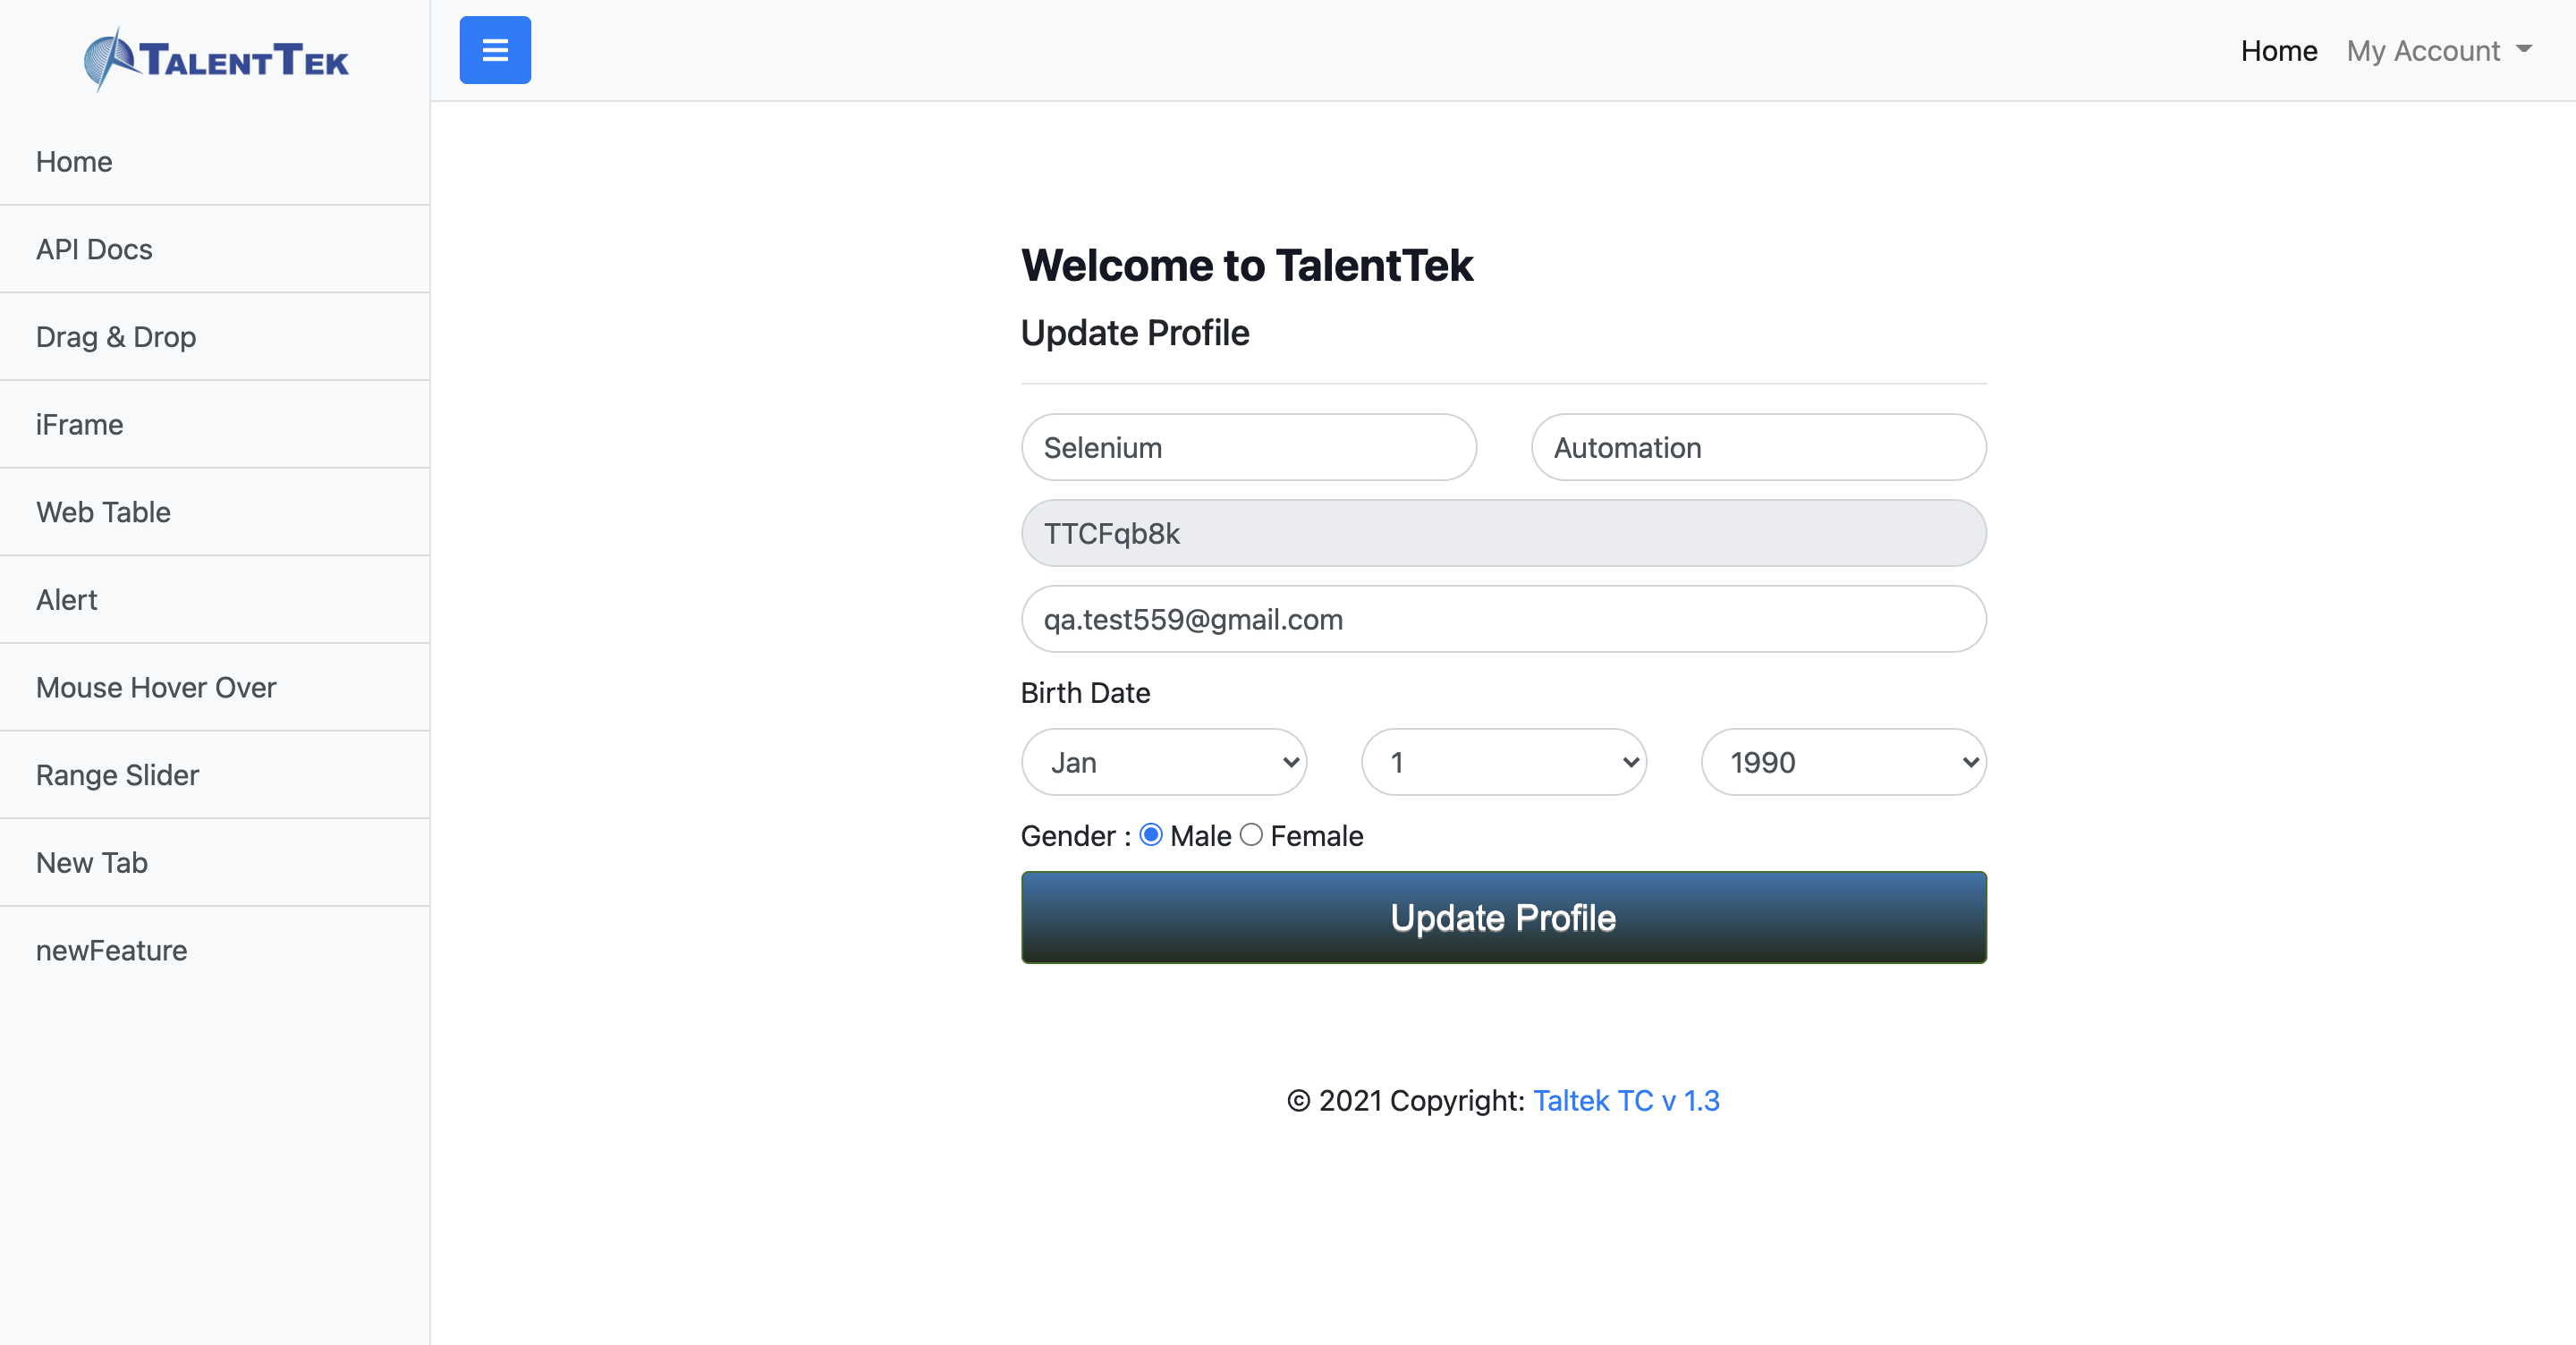 TALENTTEK
Home My Account
Home
API Docs
Drag & Drop
iFrame
Web Table
Alert
Mouse Hover Over
Range Slider
New Tab
newFeature
Welcome to TalentTek
Update Profile
Selenium Automation
TTCFqb8k
qa.test559@gmail.com
Birth Date
Jan 1 1990
Gender : Male Female
Update Profile
© 2021 Copyright: Taltek TC v 1.3